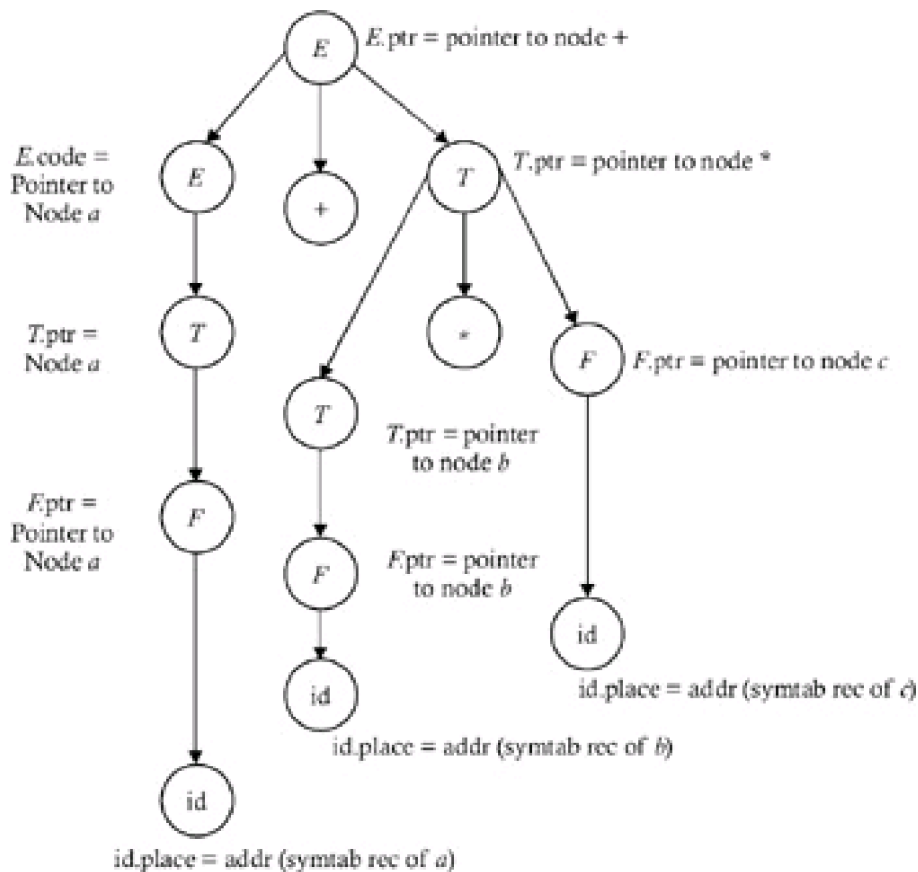 E
E.ptr = pointer to node +
E.code =
Pointer to
Node a
E
+
T
T.ptr = pointer to node *
T.ptr =
Node a
T
*
F
F.ptr = pointer to node c
T
T.ptr = pointer
to node b
F.ptr =
Pointer to
Node a
F
F
F.ptr = pointer
to node b
id
id.place = addr (symtab rec of c)
id
id.place = addr (symtab rec of b)
id
id.place = addr (symtab rec of a)